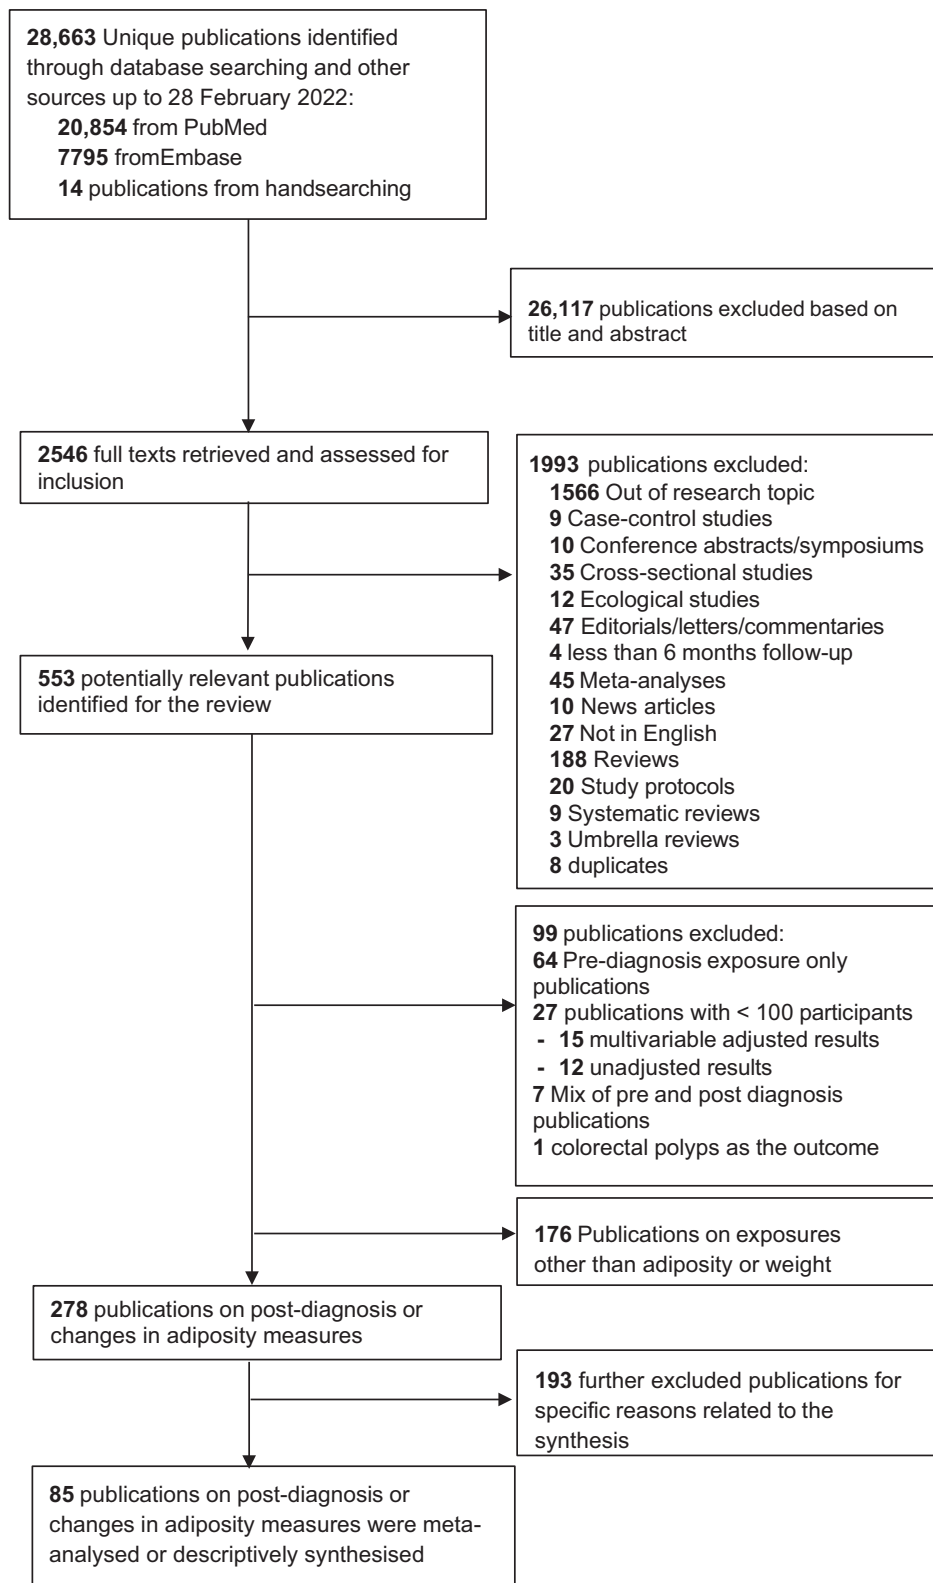 28,663 Unique publications identified
through database searching and other
sources up to 28 February 2022:
20,854 from PubMed
7795 fromEmbase
14 publications from handsearching
26,117 publications excluded based on
title and abstract
2546 full texts retrieved and assessed for
inclusion
1993 publications excluded:
1566 Out of research topic
9 Case-control studies
10 Conference abstracts/symposiums
35 Cross-sectional studies
12 Ecological studies
47 Editorials/letters/commentaries
4 less than 6 months follow-up
45 Meta-analyses
10 News articles
27 Not in English
188 Reviews
20 Study protocols
9 Systematic reviews
3 Umbrella reviews
8 duplicates
553 potentially relevant publications
identified for the review
99 publications excluded:
64 Pre-diagnosis exposure only
publications
27 publications with < 100 participants
- 15 multivariable adjusted results
- 12 unadjusted results
7 Mix of pre and post diagnosis
publications
1 colorectal polyps as the outcome
176 Publications on exposures
other than adiposity or weight
278 publications on post-diagnosis or
changes in adiposity measures
193 further excluded publications for
specific reasons related to the
synthesis
85 publications on post-diagnosis or
changes in adiposity measures were meta-
analysed or descriptively synthesised